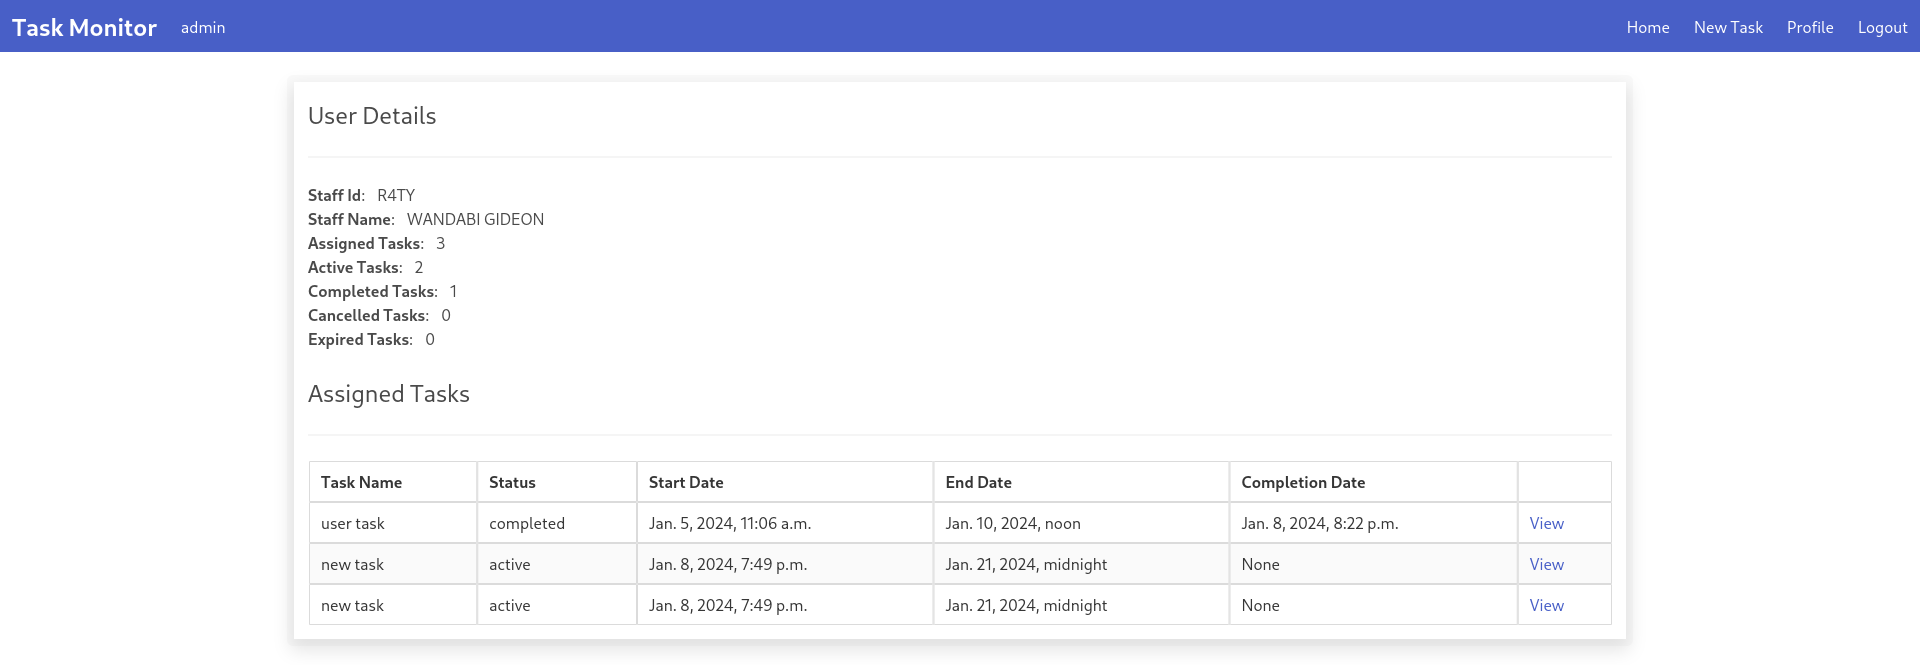 Task Monitor admin Home New Task Profile Logout
User Details
Staff Id: R4TY
Staff Name: WANDABI GIDEON
Assigned Tasks: 3
Active Tasks: 2
Completed Tasks: 1
Cancelled Tasks: 0
Expired Tasks: 0
Assigned Tasks
Task Name Status Start Date End Date Completion Date
user task completed Jan. 5, 2024, 11:06 a.m. Jan. 10, 2024, noon Jan. 8, 2024, 8:22 p.m. View
new task active Jan. 8, 2024, 7:49 p.m. Jan. 21, 2024, midnight None View
new task active Jan. 8, 2024, 7:49 p.m. Jan. 21, 2024, midnight None View